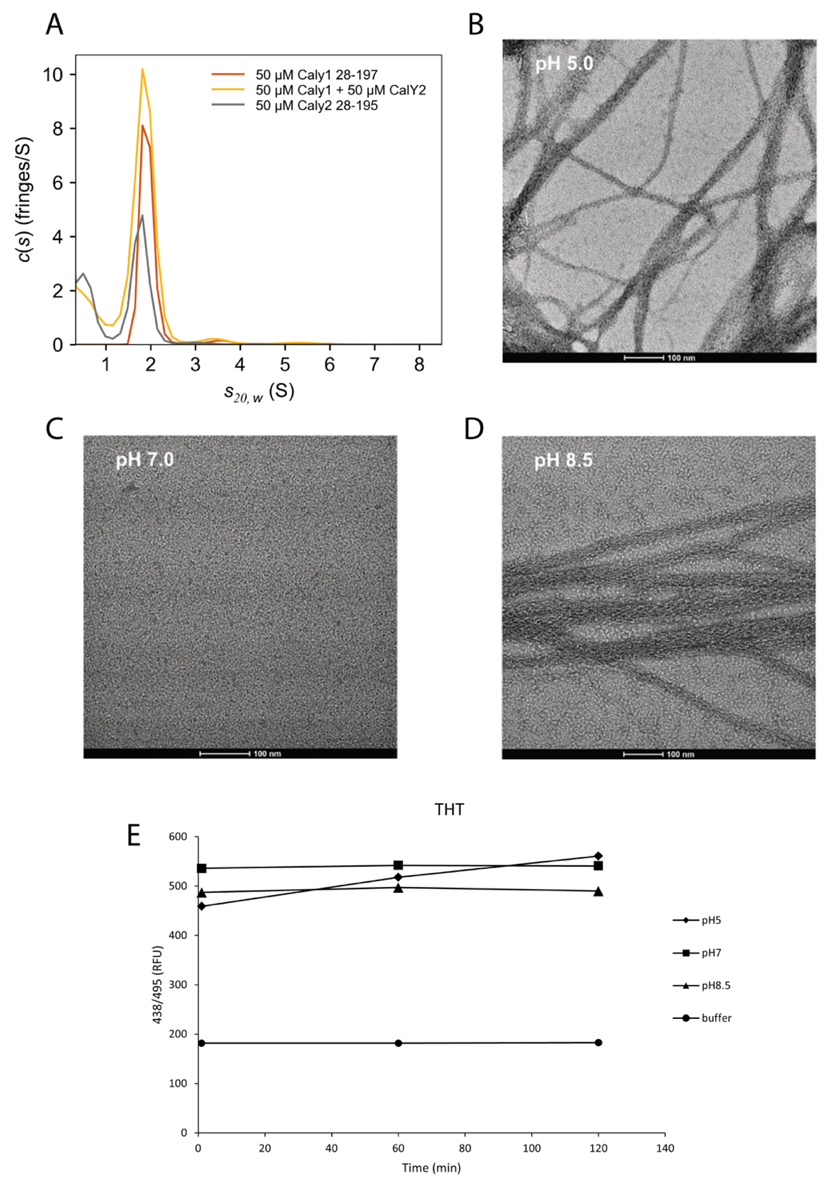 A
10
8
6
4
2
0
c(s) (fringes/S)
1 2 3 4 5 6 7 8
s20, w (S)
50 µM Caly1 28-197
50 µM Caly1 + 50 µM CalY2
50 µM Caly2 28-195
B
pH 5.0
100 nm
C
pH 7.0
100 nm
D
pH 8.5
100 nm
E
THT
600
500
400
300
200
100
0
438/495 (RFU)
0 20 40 60 80 100 120 140
Time (min)
pH5
pH7
pH8.5
buffer